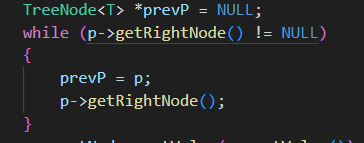 TreeNode<T> *prevP = NULL;
while (p->getRightNode() != NULL)
{
prevP = p;
p->getRightNode();
}